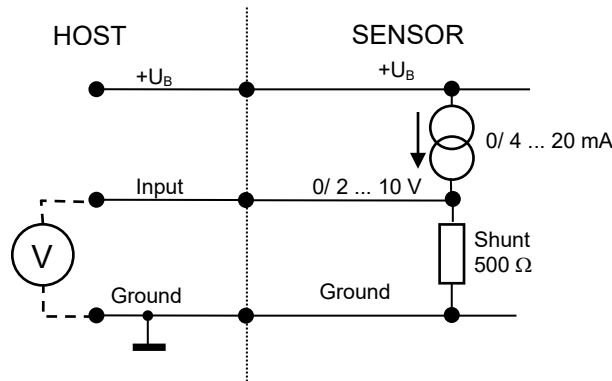 HOST
SENSOR
+UB
+UB
0/ 4 ... 20 mA
Input
0/ 2 ... 10 V
V
Shunt
500 Ω
Ground
Ground